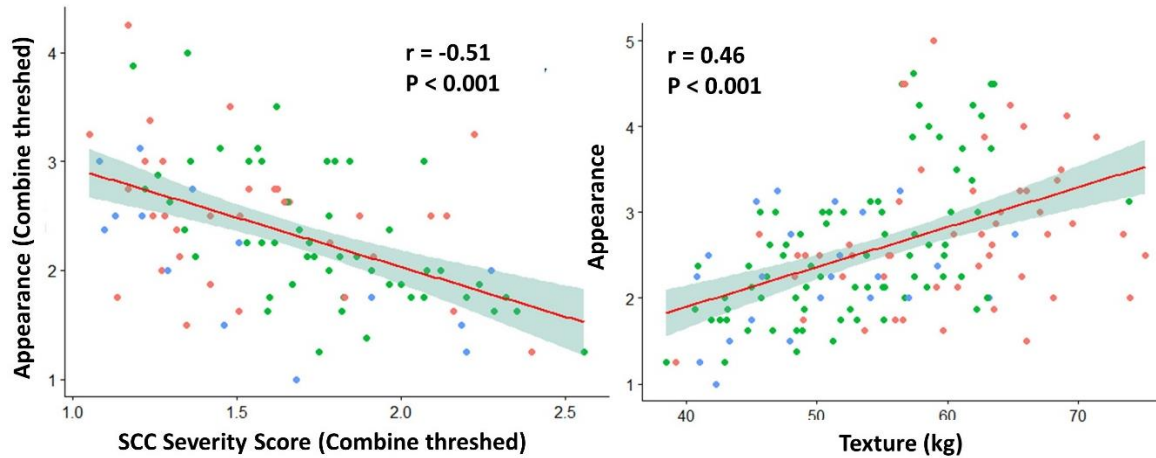 r = -0.51
P < 0.001
Appearance (Combine threshed)
4
3
2
1
1.0 1.5 2.0 2.5
SCC Severity Score (Combine threshed)
r = 0.46
P < 0.001
Appearance
5
4
3
2
1
40 50 60 70
Texture (kg)